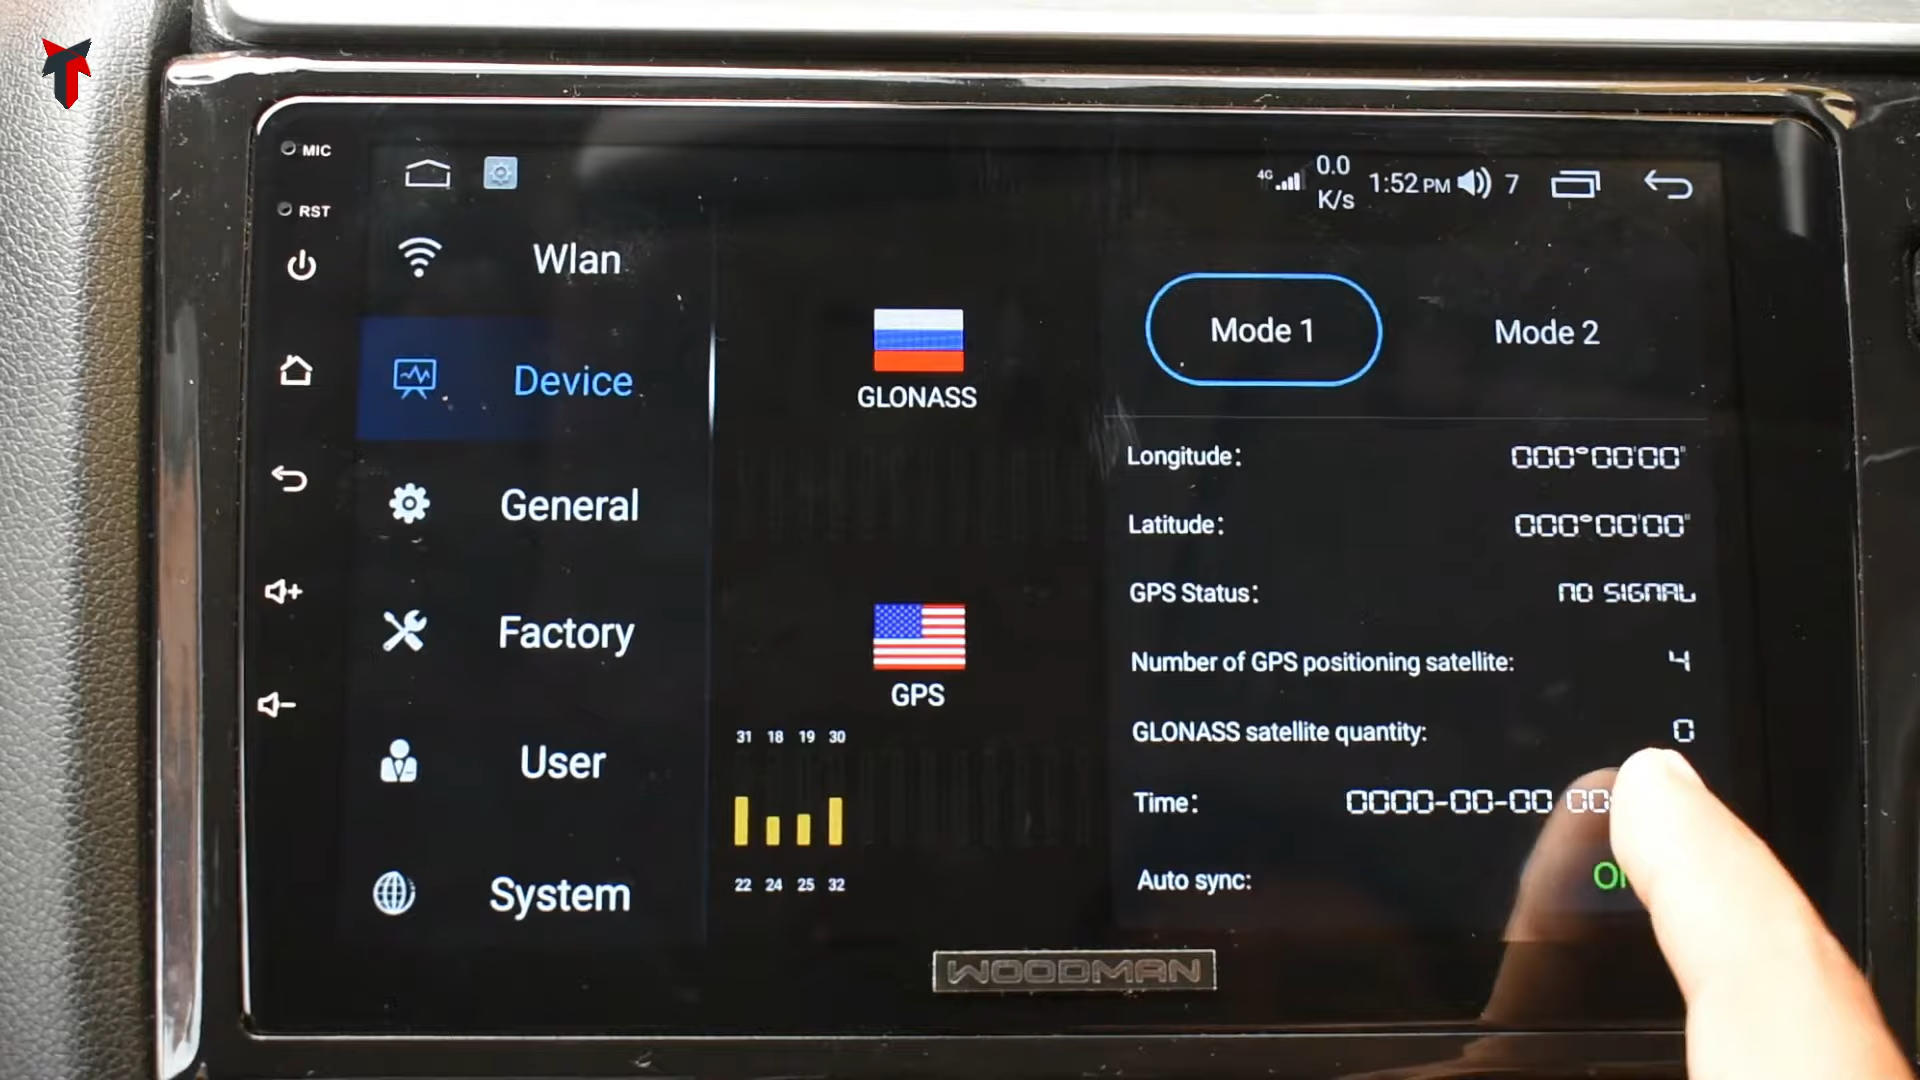 MIC
RST
4G
0.0
K/s
1:52 PM
7
Wlan
Device
General
Factory
User
System
GLONASS
GPS
31 18 19 30
22 24 25 32
Mode 1
Mode 2
Longitude: 000°00'00"
Latitude: 000°00'00"
GPS Status: NO SIGNAL
Number of GPS positioning satellite: 4
GLONASS satellite quantity: 0
Time: 0000-00-00
Auto sync:
WOODMAN